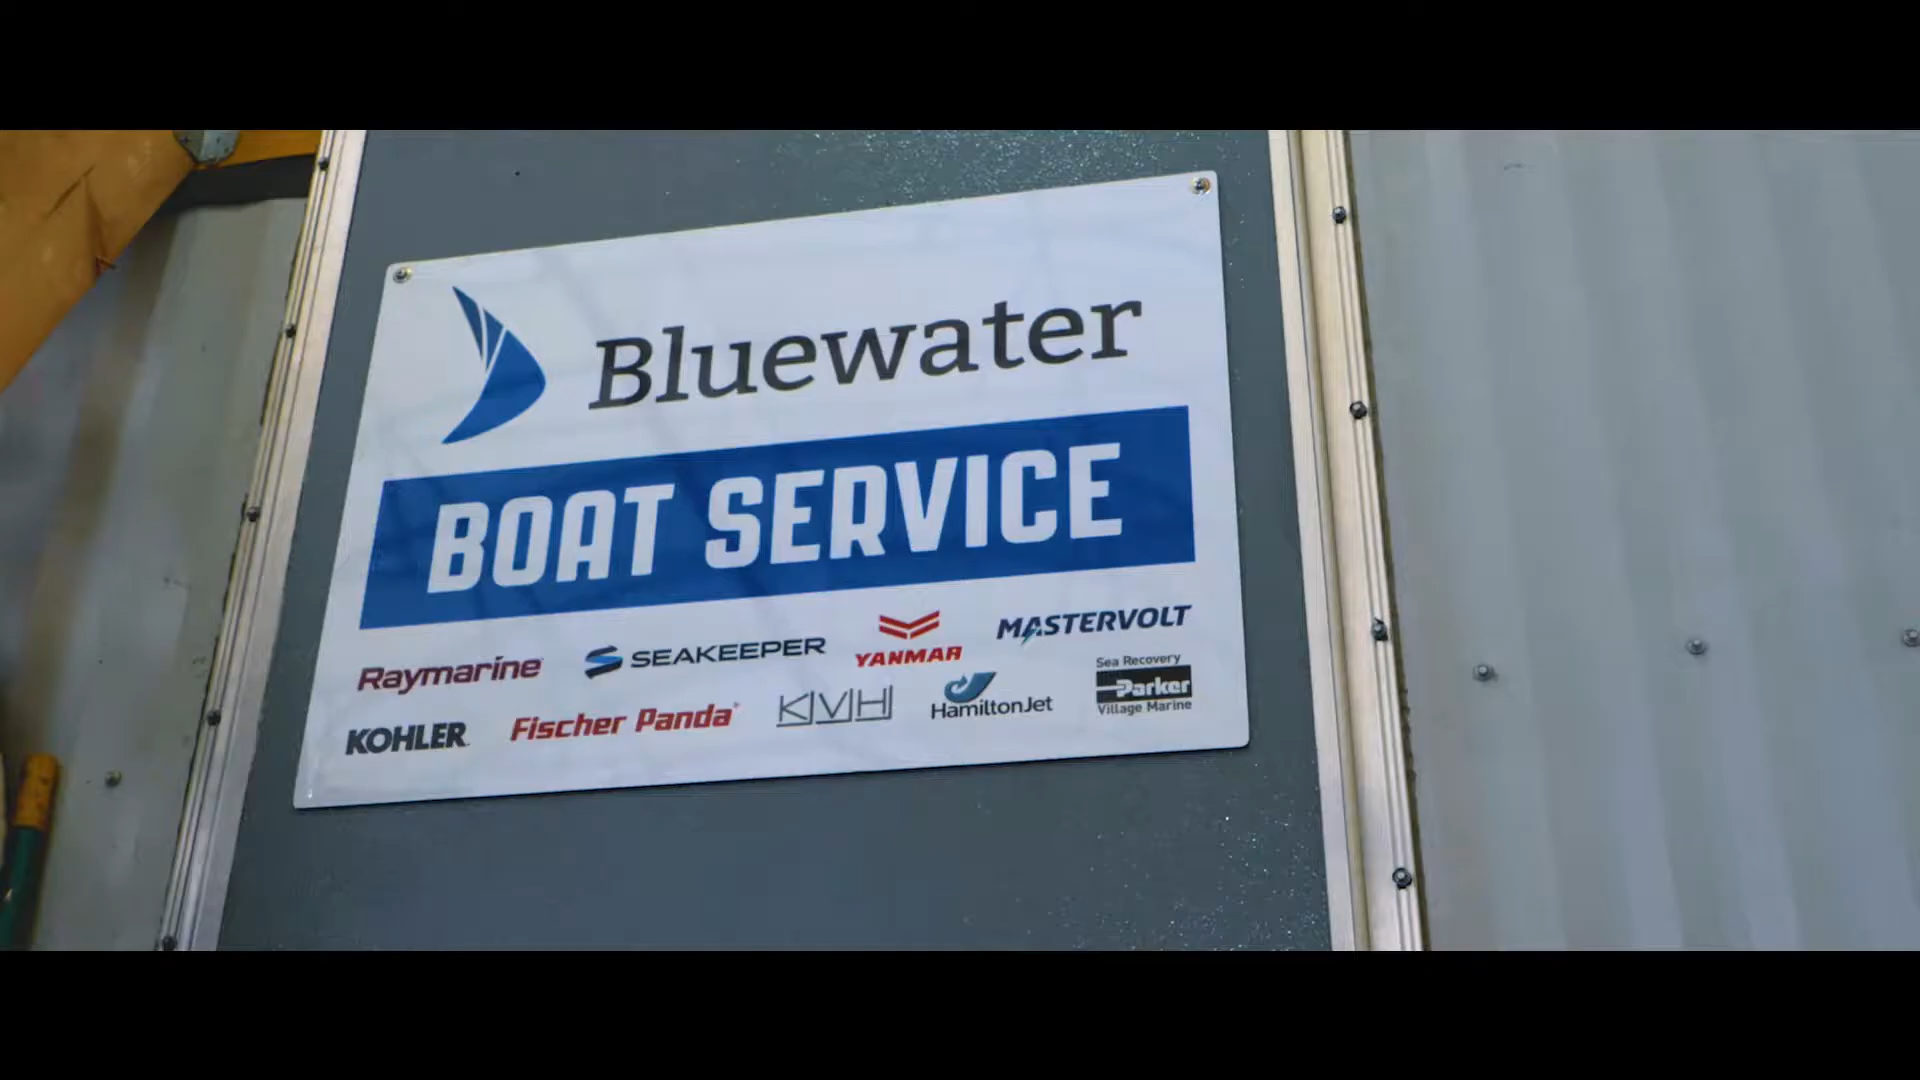 Bluewater
BOAT SERVICE
Raymarine SEAKEEPER YANMAR MASTERVOLT
KOHLER Fischer Panda KVH HamiltonJet
Sea Recovery
Parker
Village Marine